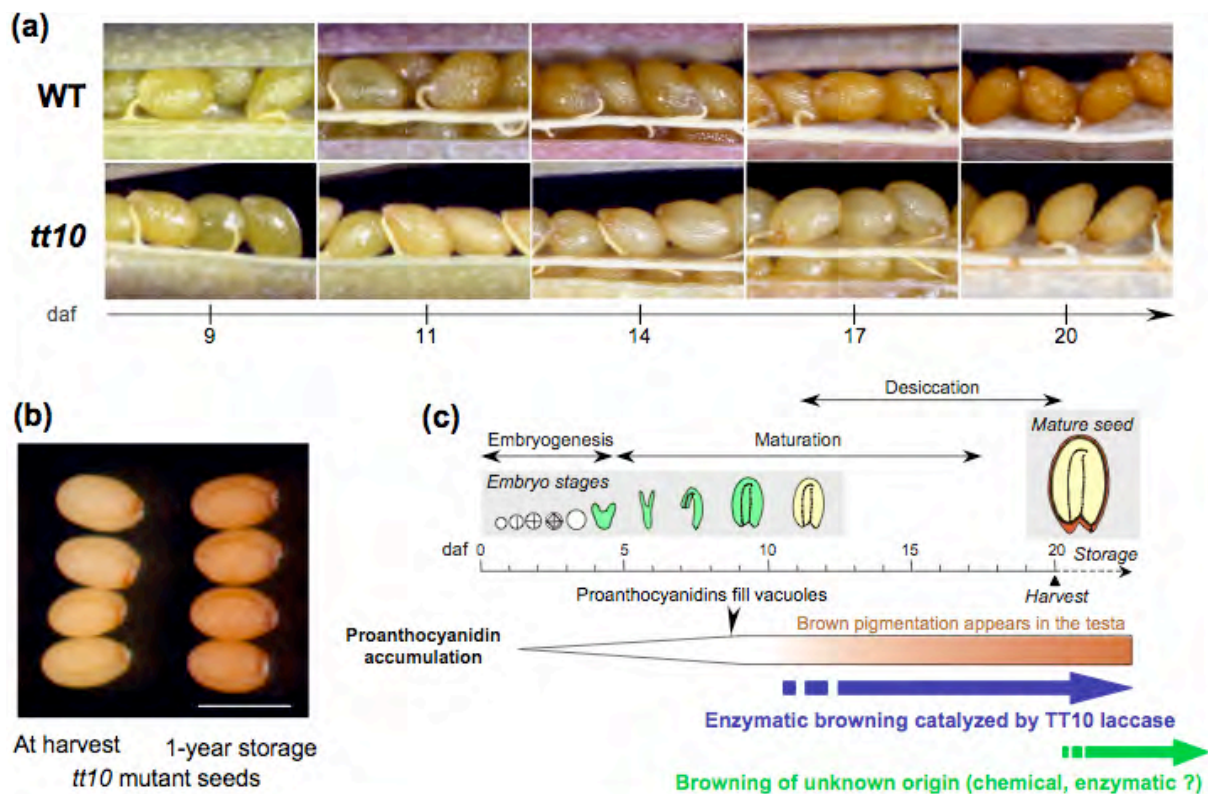 (a)
WT
tt10
daf
9 11 14 17 20
(b)
At harvest 1-year storage
tt10 mutant seeds
(c)
Desiccation
Embryogenesis Maturation Mature seed
Embryo stages
daf 0 5 10 15 20 Storage
Harvest
Proanthocyanidins fill vacuoles
Proanthocyanidin
accumulation
Brown pigmentation appears in the testa
Enzymatic browning catalyzed by TT10 laccase
Browning of unknown origin (chemical, enzymatic ?)